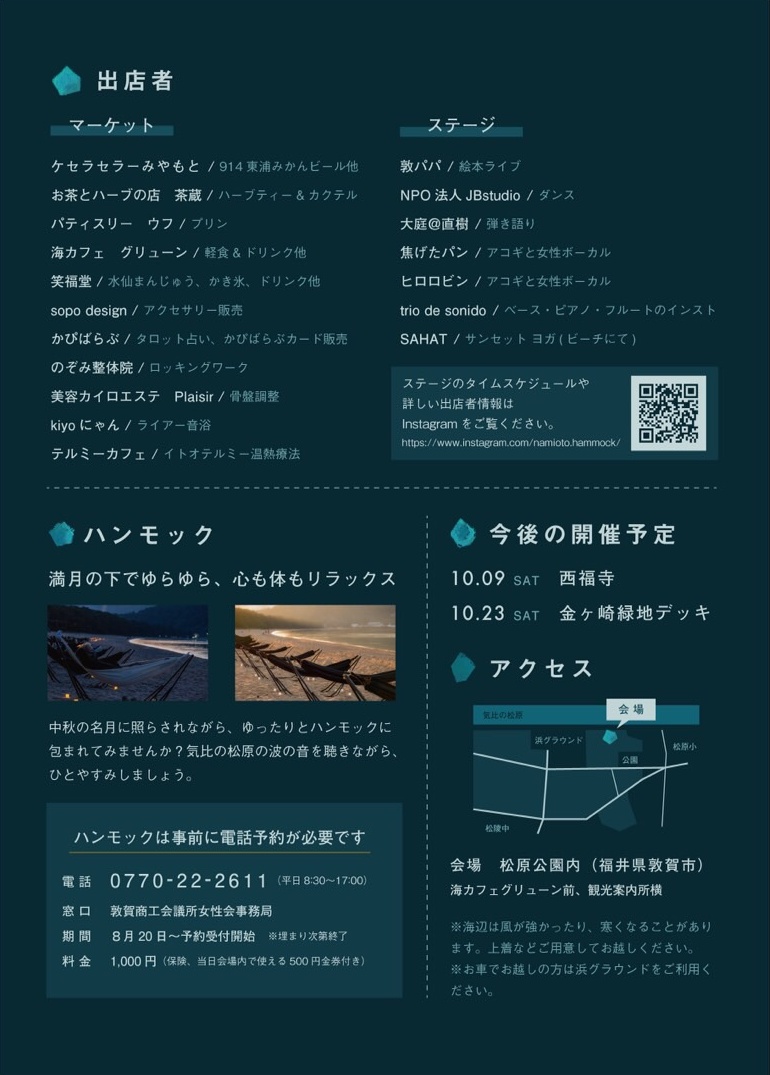 出店者
マーケット
ケセラセラーみやもと / 914東浦みかんビール他
お茶とハーブの店　茶蔵 / ハーブティー & カクテル
パティスリー　ウフ / プリン
海カフェ　グリューン / 軽食 & ドリンク他
笑福堂 / 水仙まんじゅう、かき氷、ドリンク他
sopo design / アクセサリー販売
かぴばらぶ / タロット占い、かぴばらぶカード販売
のぞみ整体院 / ロッキングワーク
美容カイロエステ　Plaisir / 骨盤調整
kiyo にゃん / ライアー音浴
テルミーカフェ / イトオテルミー温熱療法
ステージ
敦パパ / 絵本ライブ
NPO 法人 JBstudio / ダンス
大庭@直樹 / 弾き語り
焦げたパン / アコギと女性ボーカル
ヒロロビン / アコギと女性ボーカル
trio de sonido / ベース・ピアノ・フルートのインスト
SAHAT / サンセット ヨガ ( ビーチにて )
ステージのタイムスケジュールや
詳しい出店者情報は
Instagram をご覧ください。
https://www.instagram.com/namioto.hammock/
ハンモック
満月の下でゆらゆら、心も体もリラックス
中秋の名月に照らされながら、ゆったりとハンモックに
包まれてみませんか？気比の松原の波の音を聴きながら、
ひとやすみしましょう。
ハンモックは事前に電話予約が必要です
電話　0770-22-2611（平日 8:30〜17:00）
窓口　敦賀商工会議所女性会事務局
期間　８月 20 日〜予約受付開始　※埋まり次第終了
料金　1,000 円（保険、当日会場内で使える 500 円金券付き）
今後の開催予定
10.09 SAT　西福寺
10.23 SAT　金ヶ崎緑地デッキ
アクセス
会場
気比の松原
浜グラウンド
松原小
公園
松陵中
会場　松原公園内（福井県敦賀市）
海カフェグリューン前、観光案内所横
※海辺は風が強かったり、寒くなることがあり
ます。上着などご用意してお越しください。
※お車でお越しの方は浜グラウンドをご利用く
ださい。